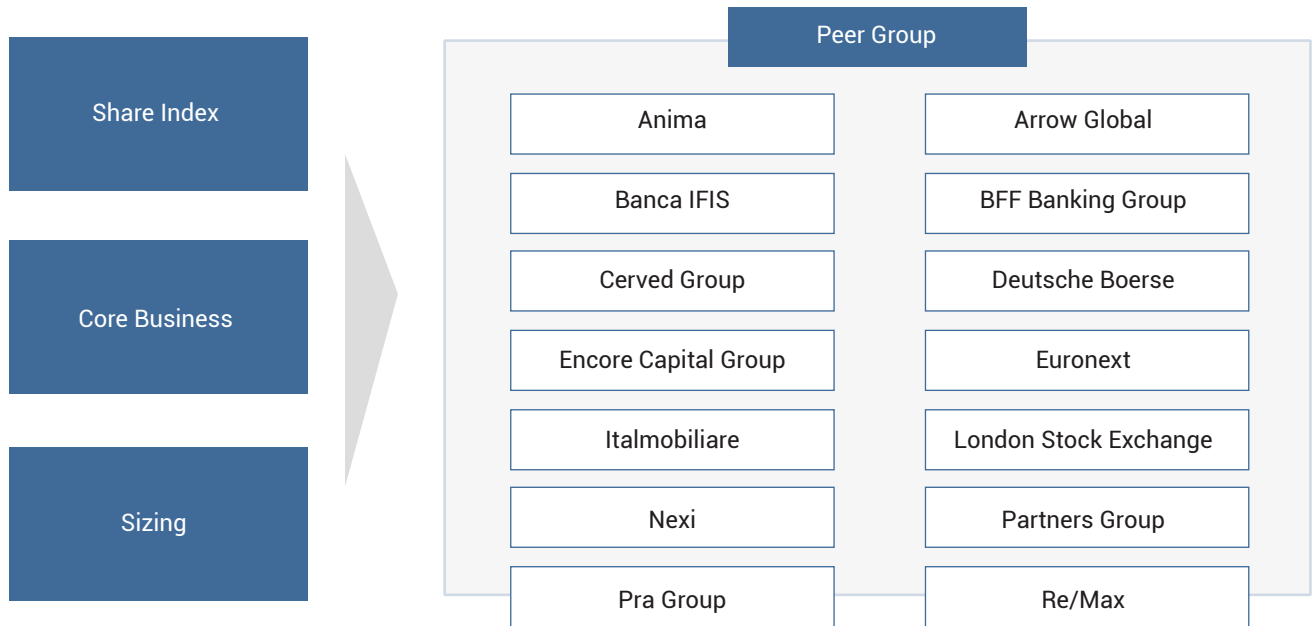 Share Index
Core Business
Sizing
Peer Group
Anima
Arrow Global
Banca IFIS
BFF Banking Group
Cerved Group
Deutsche Boerse
Encore Capital Group
Euronext
Italmobiliare
London Stock Exchange
Nexi
Partners Group
Pra Group
Re/Max